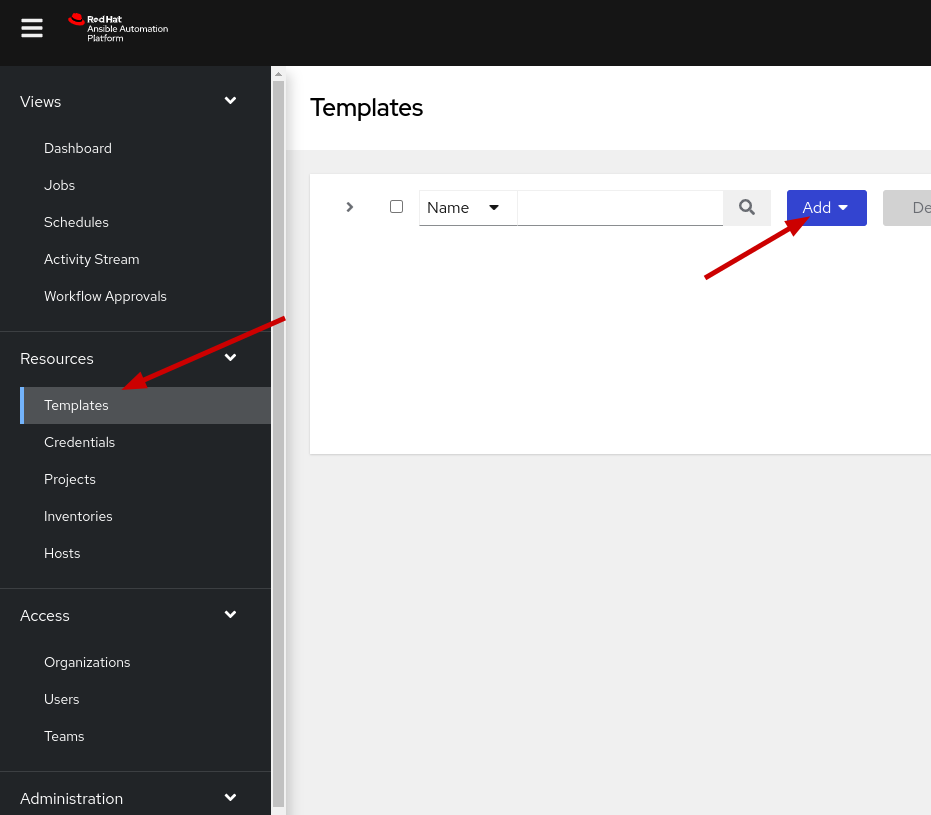 Red Hat
Ansible Automation
Platform
Views
Dashboard
Jobs
Schedules
Activity Stream
Workflow Approvals
Resources
Templates
Credentials
Projects
Inventories
Hosts
Access
Organizations
Users
Teams
Administration
Templates
Name
Add
De